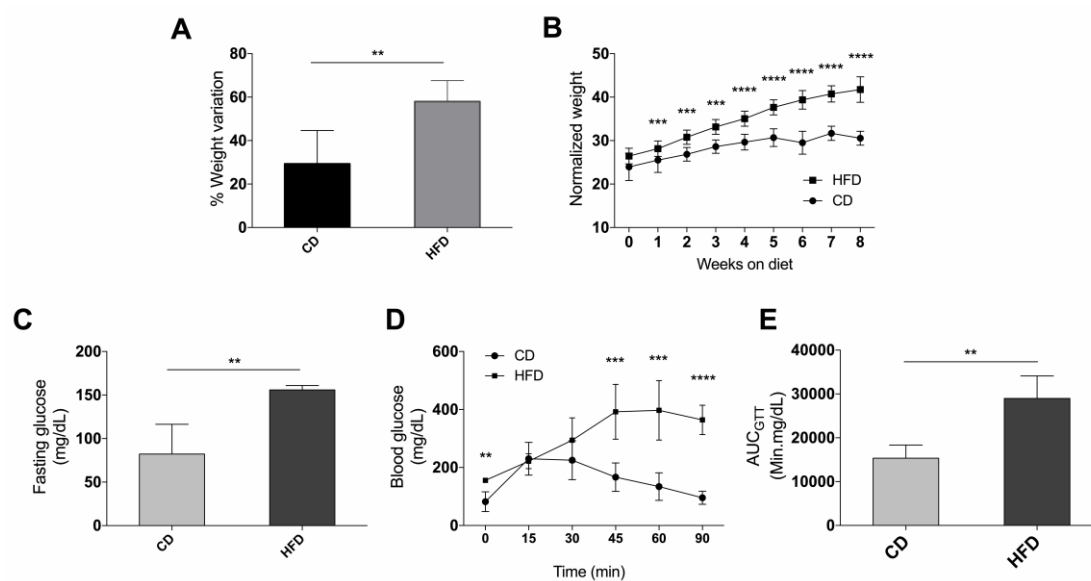 A
**
% Weight variation
80
60
40
20
0
CD
HFD
B
Normalized weight
50
40
30
20
10
***
***
***
****
****
****
****
****
HFD
CD
0 1 2 3 4 5 6 7 8
Weeks on diet
C
**
Fasting glucose
(mg/dL)
200
150
100
50
0
CD
HFD
D
CD
HFD
Blood glucose
(mg/dL)
600
400
200
0
**
***
***
****
0 15 30 45 60 90
Time (min)
E
**
AUCGTT
(Min.mg/dL)
40000
30000
20000
10000
0
CD
HFD